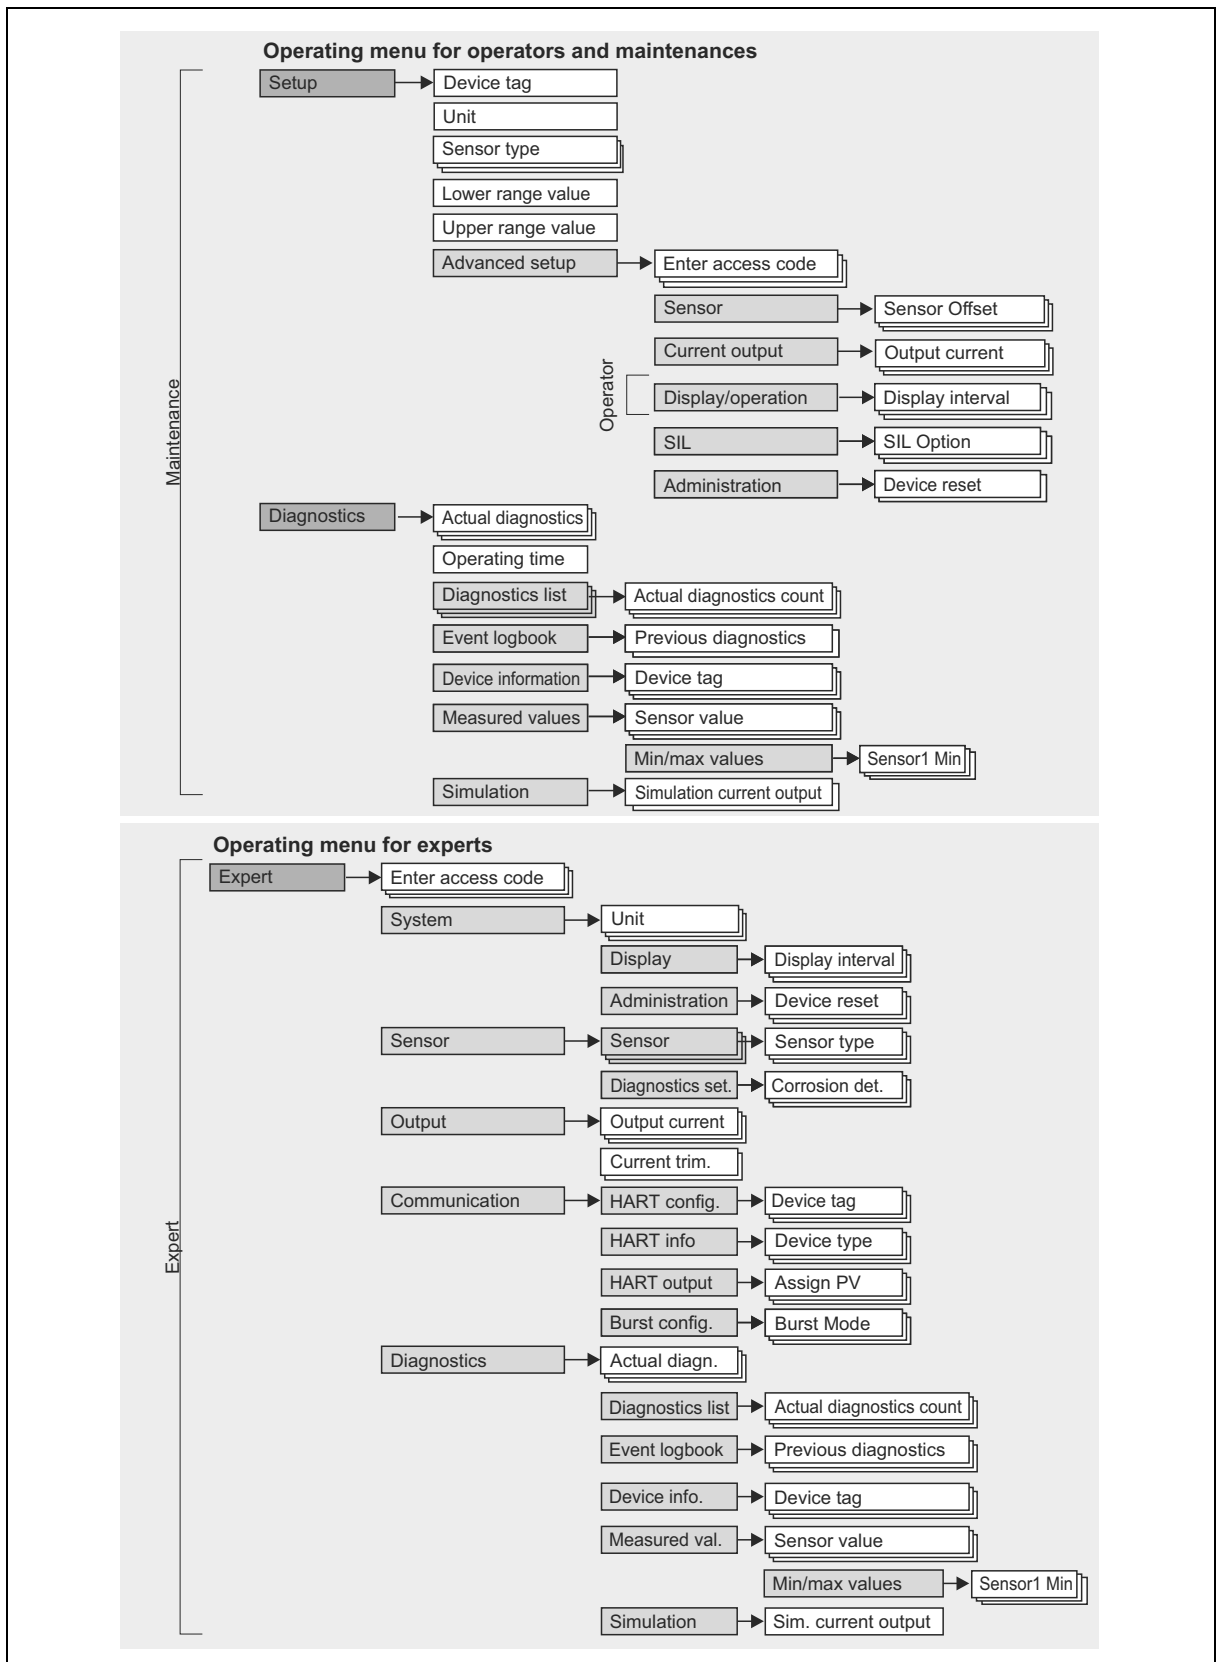 Operating menu for operators and maintenances
Setup
Device tag
Unit
Sensor type
Lower range value
Upper range value
Advanced setup
Enter access code
Sensor
Sensor Offset
Current output
Output current
Operator
Display/operation
Display interval
SIL
SIL Option
Administration
Device reset
Maintenance
Diagnostics
Actual diagnostics
Operating time
Diagnostics list
Actual diagnostics count
Event logbook
Previous diagnostics
Device information
Device tag
Measured values
Sensor value
Min/max values
Sensor1 Min
Simulation
Simulation current output
Operating menu for experts
Expert
Enter access code
System
Unit
Display
Display interval
Administration
Device reset
Sensor
Sensor
Sensor type
Diagnostics set.
Corrosion det.
Output
Output current
Current trim.
Communication
HART config.
Device tag
Expert
HART info
Device type
HART output
Assign PV
Burst config.
Burst Mode
Diagnostics
Actual diagn.
Diagnostics list
Actual diagnostics count
Event logbook
Previous diagnostics
Device info.
Device tag
Measured val.
Sensor value
Min/max values
Sensor1 Min
Simulation
Sim. current output